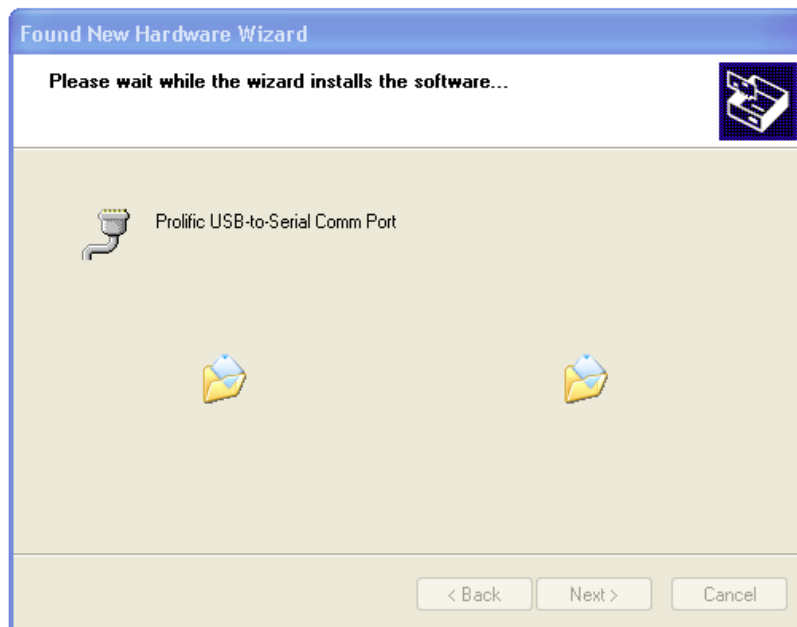 Found New Hardware Wizard
Please wait while the wizard installs the software...
Prolific USB-to-Serial Comm Port
< Back
Next >
Cancel